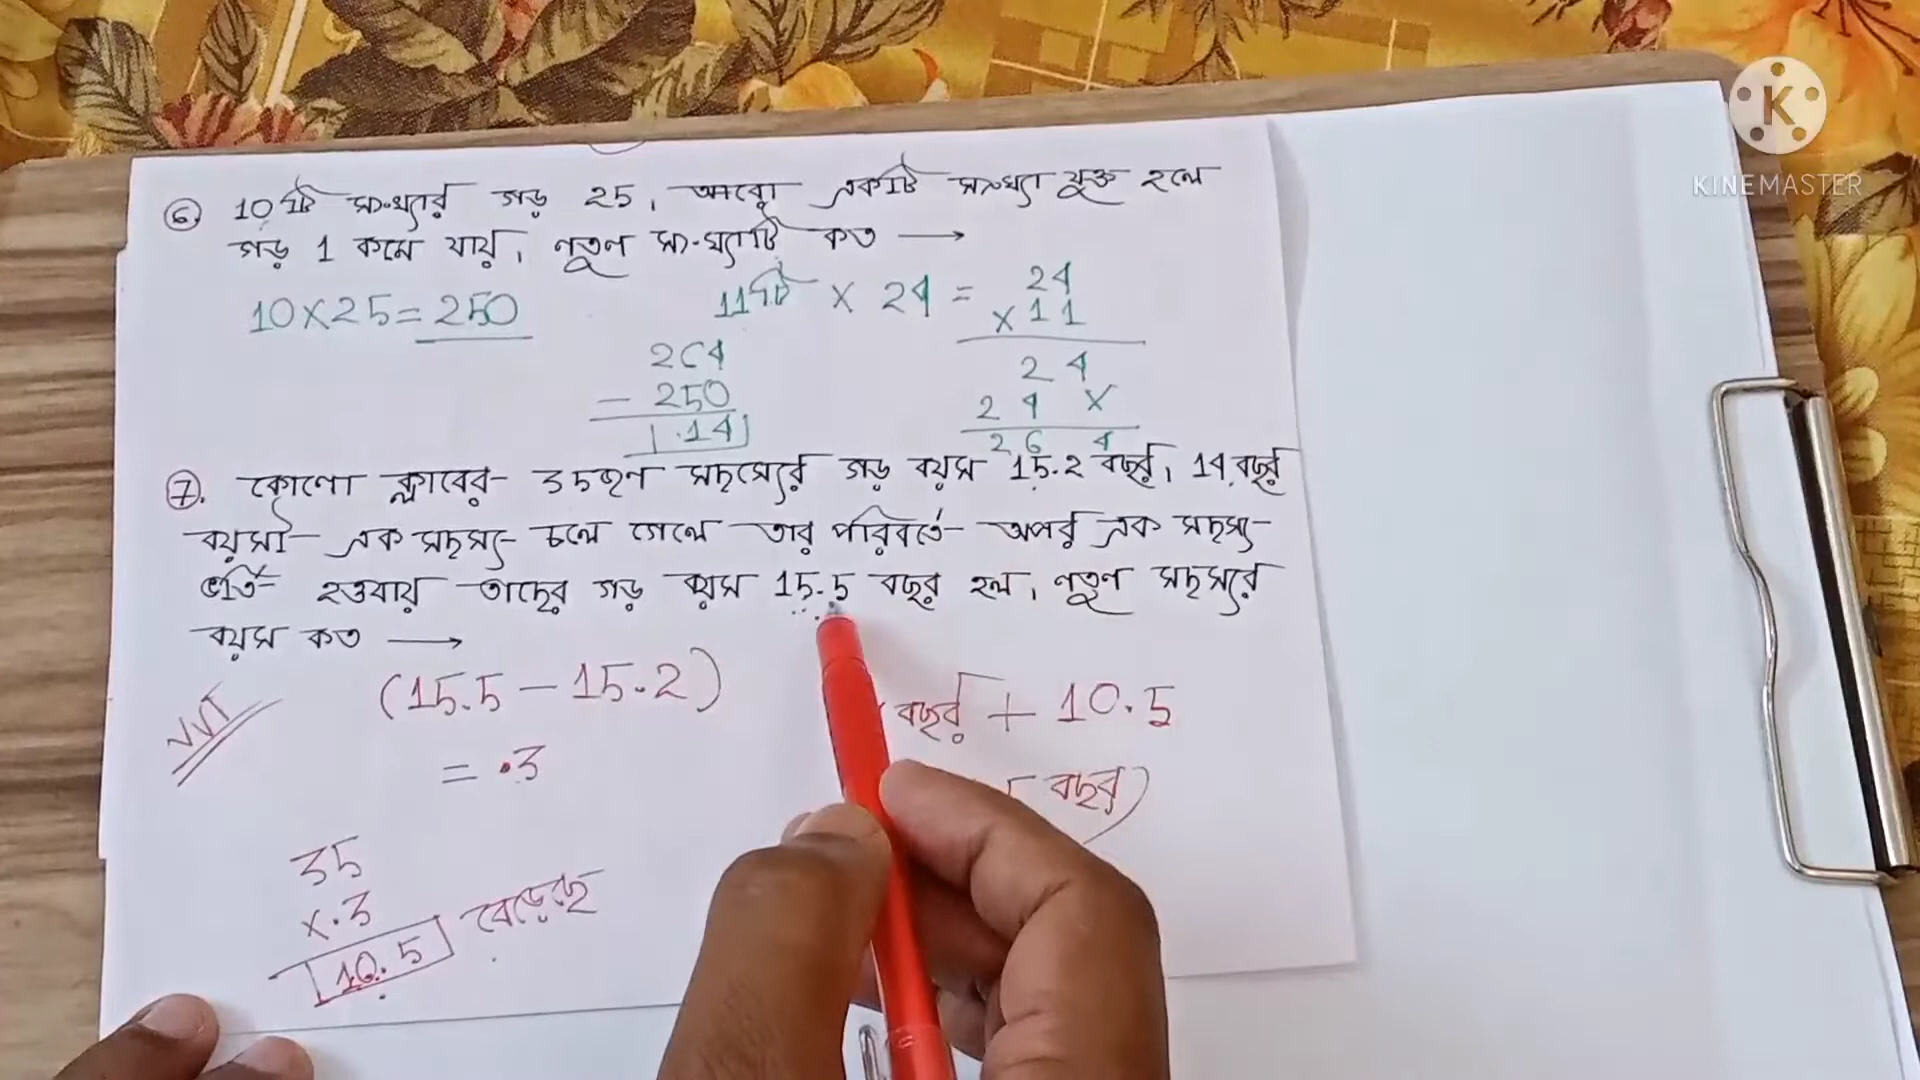 KINEMASTER
⑥ 10টি সংখ্যার গড় 25, আরো একটি সংখ্যা যুক্ত হলে
গড় 1 কমে যায়, নতুন সংখ্যাটি কত →
10×25=250
11টি × 24 =
24
×11
24
24 ×
264
264
- 250
14
⑦. কোণো ক্লাবের 35জন সদস্যের গড় বয়স 15.2 বছর, 14 বছর
বয়সী এক সদস্য চলে গেলে তার পরিবর্তে অপর এক সদস্য
ভর্তি হওয়ায় তাদের গড় বয়স 15.5 বছর হল, নতুন সদস্যের
বয়স কত →
VVI
(15.5 - 15.2)
= .3
35
×.3
10.5 বেড়েছে
বছর + 10.5
বছর